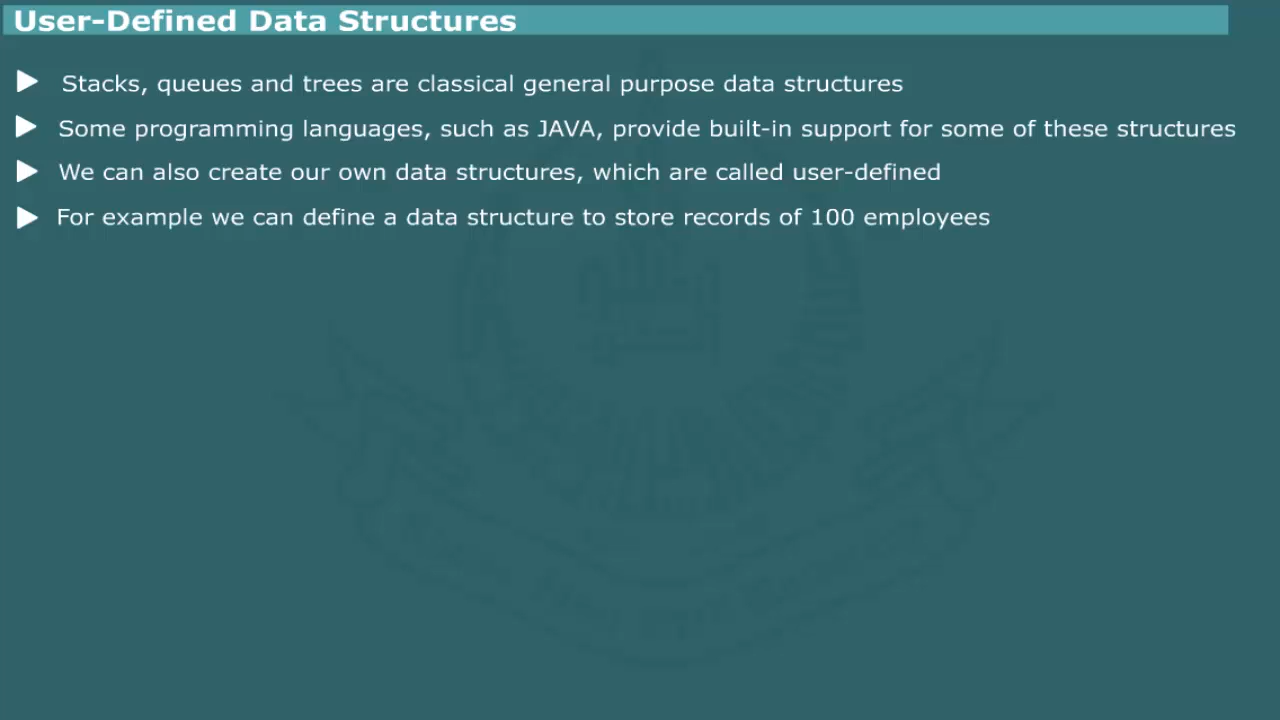 User-Defined Data Structures
Stacks, queues and trees are classical general purpose data structures
Some programming languages, such as JAVA, provide built-in support for some of these structures
We can also create our own data structures, which are called user-defined
For example we can define a data structure to store records of 100 employees